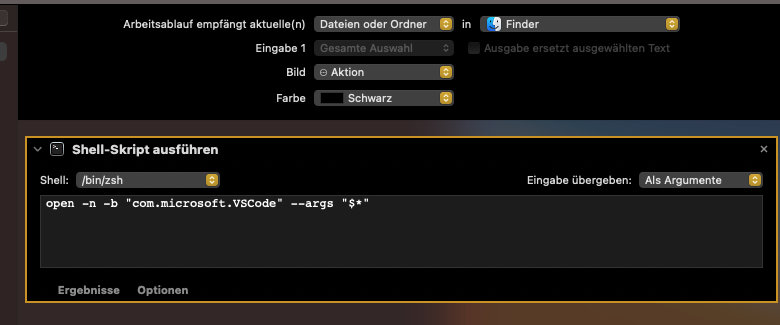 Arbeitsablauf empfängt aktuelle(n) Dateien oder Ordner in Finder
Eingabe 1 Gesamte Auswahl Ausgabe ersetzt ausgewählten Text
Bild Aktion
Farbe Schwarz
Shell-Skript ausführen
Shell: /bin/zsh Eingabe übergeben: Als Argumente
open -n -b "com.microsoft.VSCode" --args "$*"
Ergebnisse Optionen